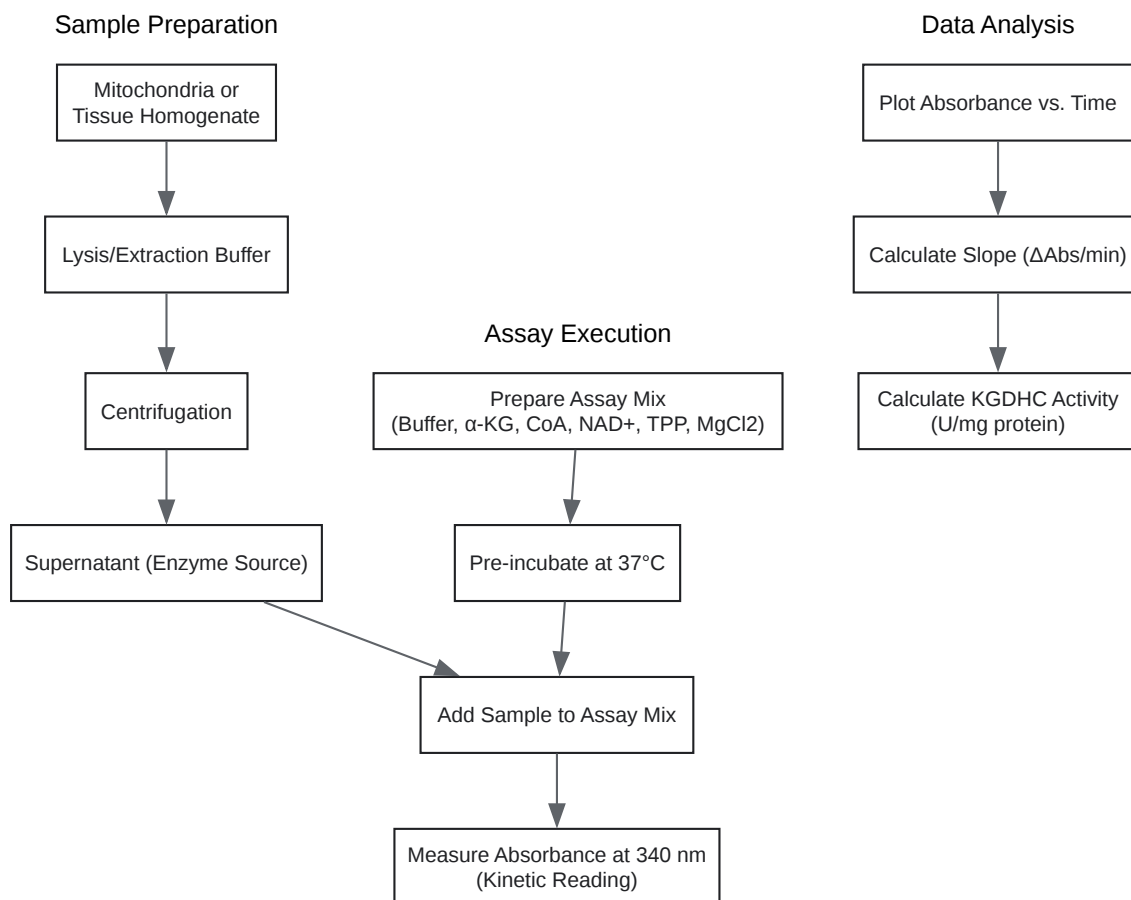 Sample Preparation
Mitochondria or
Tissue Homogenate
Lysis/Extraction Buffer
Centrifugation
Supernatant (Enzyme Source)
Assay Execution
Prepare Assay Mix
(Buffer, α-KG, CoA, NAD+, TPP, MgCl2)
Pre-incubate at 37°C
Add Sample to Assay Mix
Measure Absorbance at 340 nm
(Kinetic Reading)
Data Analysis
Plot Absorbance vs. Time
Calculate Slope (ΔAbs/min)
Calculate KGDHC Activity
(U/mg protein)